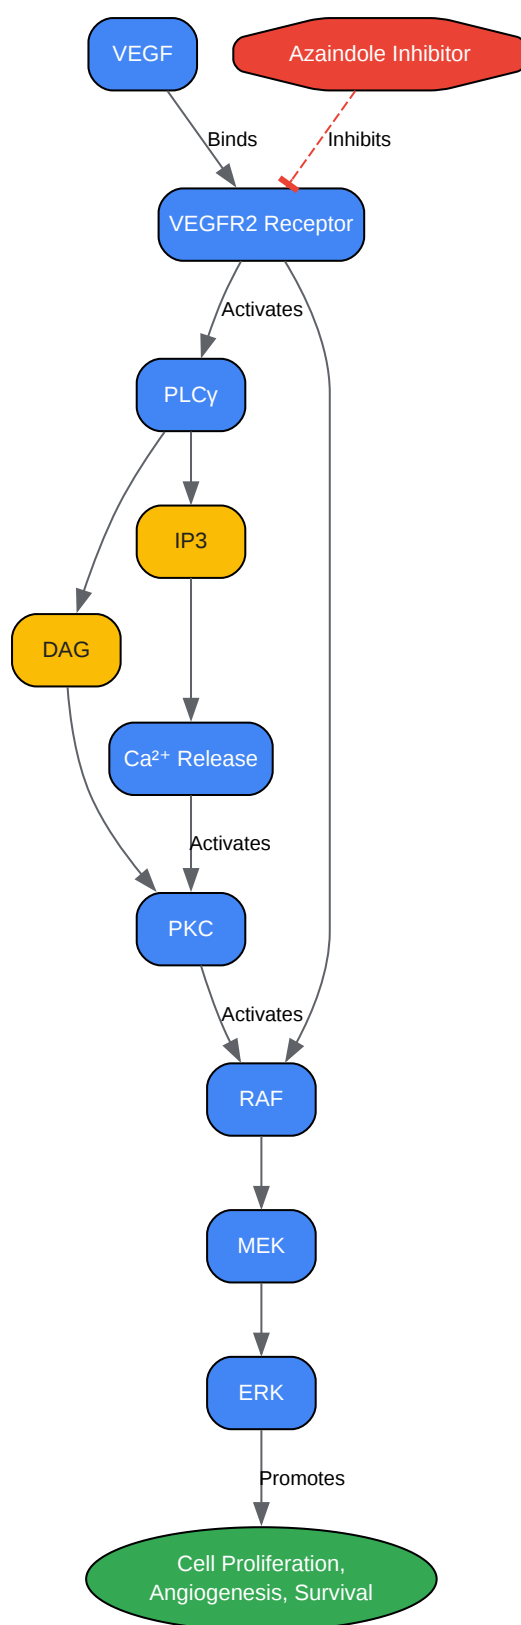 VEGF
Azaindole Inhibitor
Binds
Inhibits
VEGFR2 Receptor
Activates
PLCγ
IP3
DAG
Ca²⁺ Release
Activates
PKC
Activates
RAF
MEK
ERK
Promotes
Cell Proliferation,
Angiogenesis, Survival